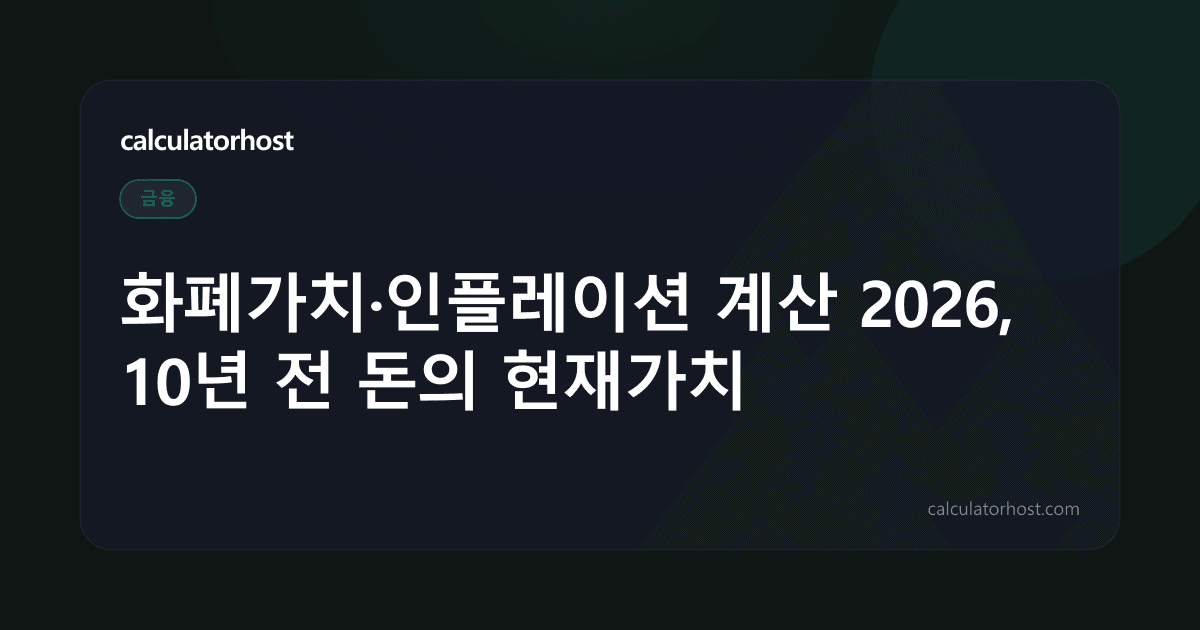 calculatorhost
금융
화폐가치·인플레이션 계산 2026,
10년 전 돈의 현재가치
calculatorhost.com